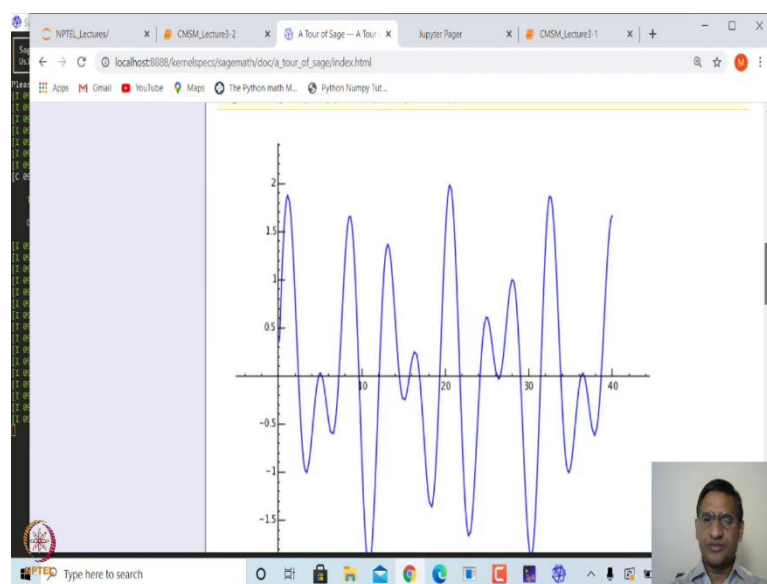 NPTEL_Lectures/ x CMSM_Lecture3-2 x A Tour of Sage — A Tour x Jupyter Pager x CMSM_Lecture3-1 x +
localhost:8888/kernelspecs/sagemath/doc/a_tour_of_sage/index.html M
Apps Gmail YouTube Maps The Python math M... Python Numpy Tut...
2
1.5
1
0.5
10 20 30 40
-0.5
-1
-1.5
NPTEL Type here to search